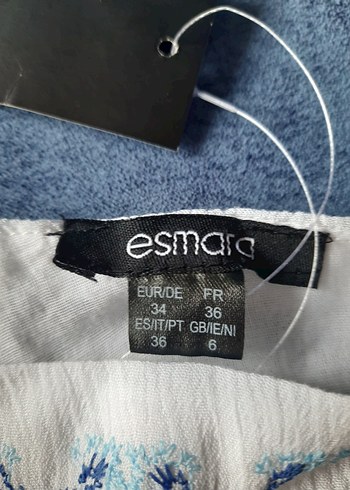 esmara
EUR/DE FR
34 36
ES/IT/PT GB/IE/NI
36 6